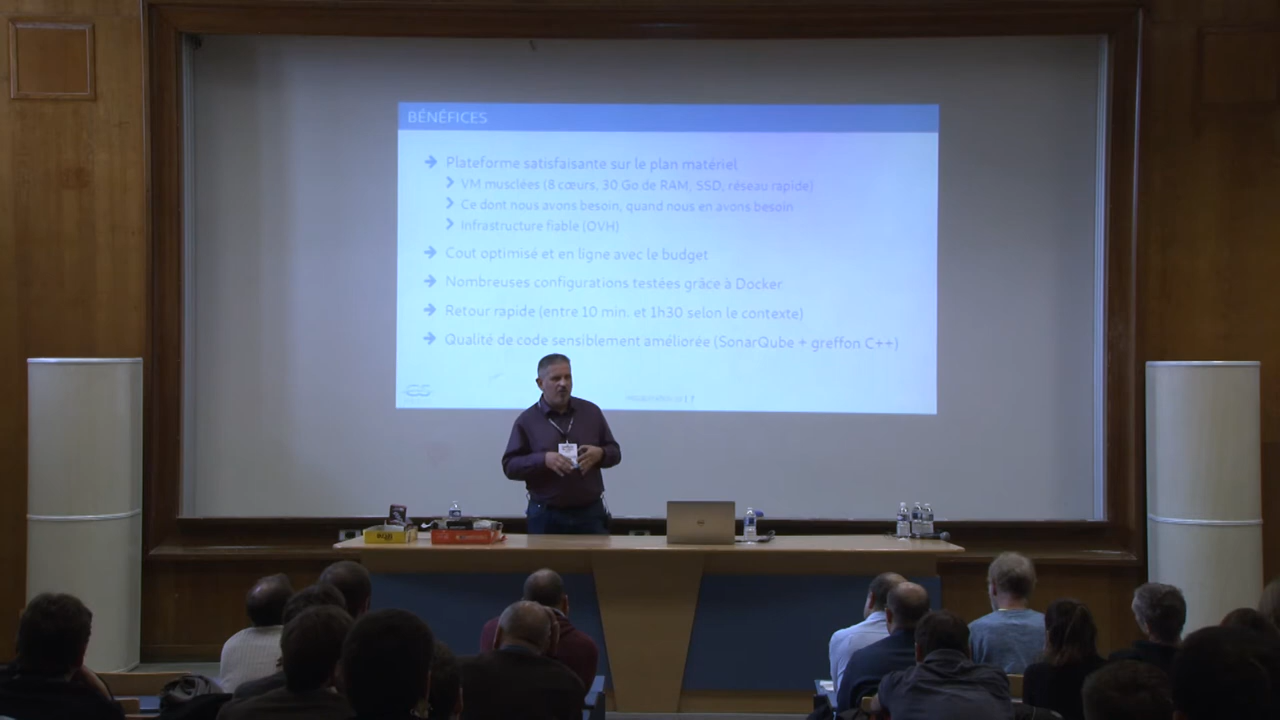 BÉNÉFICES
Plateforme satisfaisante sur le plan matériel
VM musclées (8 cœurs, 30 Go de RAM, SSD, réseau rapide)
Ce dont nous avons besoin, quand nous en avons besoin
Infrastructure fiable (OVH)
Cout optimisé et en ligne avec le budget
Nombreuses configurations testées grâce à Docker
Retour rapide (entre 10 min. et 1h30 selon le contexte)
Qualité de code sensiblement améliorée (SonarQube + greffon C++)